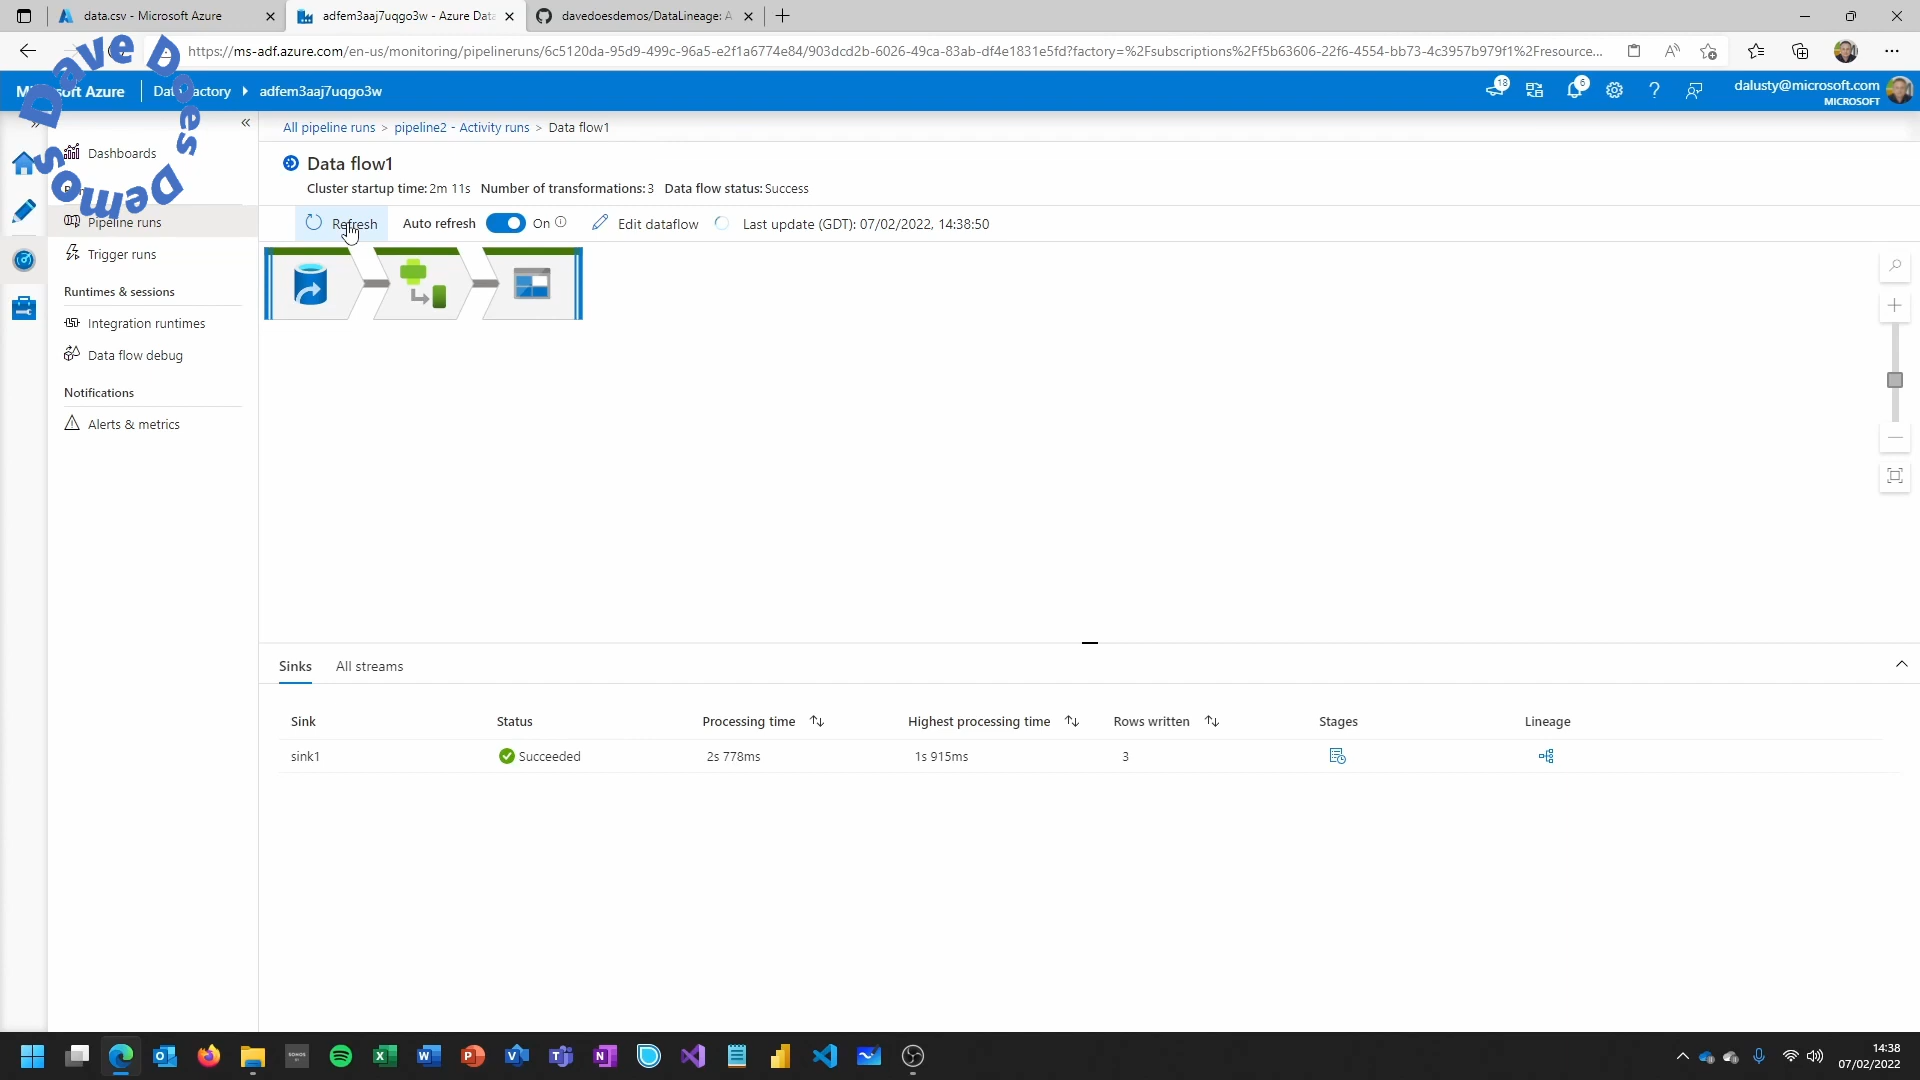 data.csv - Microsoft Azure
adfem3aaj7uqgo3w - Azure Data
davedoesdemos/DataLineage: A
https://ms-adf.azure.com/en-us/monitoring/pipelineruns/6c5120da-95d9-499c-96a5-e2f1a6774e84/903dcd2b-6026-49ca-83ab-df4e1831e5fd?factory=%2Fsubscriptions%2Ff5b63606-22f6-4554-bb73-4c3957b979f1%2Fresource...
Dave Does Demos
Microsoft Azure
Data Factory
adfem3aaj7uqgo3w
18
6
dalusty@microsoft.com
MICROSOFT
Dashboards
Pipeline runs
Trigger runs
Runtimes & sessions
Integration runtimes
Data flow debug
Notifications
Alerts & metrics
All pipeline runs > pipeline2 - Activity runs > Data flow1
Data flow1
Cluster startup time: 2m 11s Number of transformations: 3 Data flow status: Success
Refresh Auto refresh On Edit dataflow Last update (GDT): 07/02/2022, 14:38:50
Sinks All streams
Sink Status Processing time Highest processing time Rows written Stages Lineage
sink1 Succeeded 2s 778ms 1s 915ms 3
14:38
07/02/2022